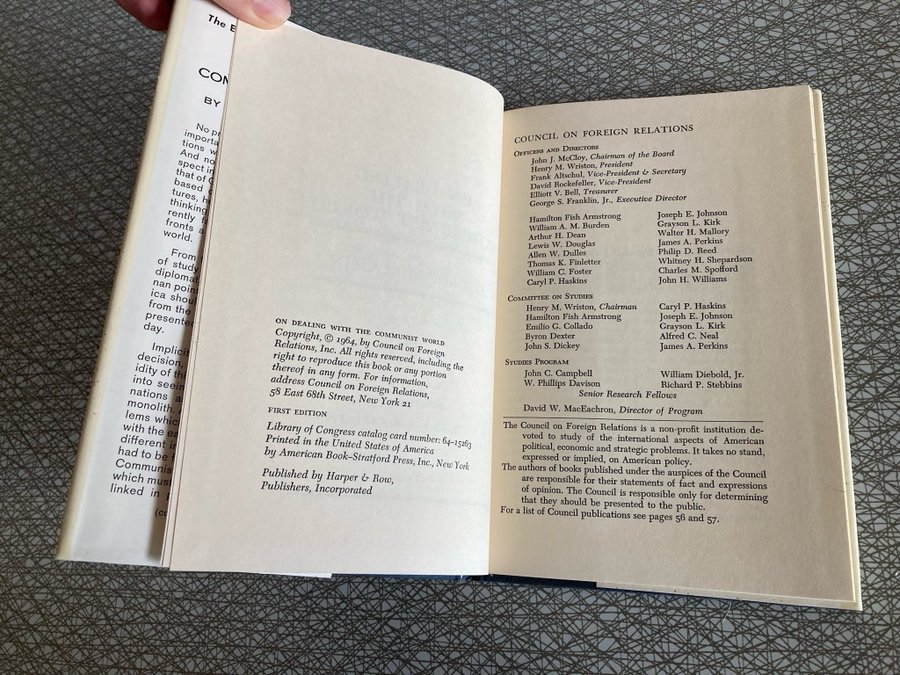 The E
COM
BY
No pr
importa
tions w
And no
spect in
that of C
based
tures, he
thinking
rently fa
fronts a
world.
From
of study
diplomat
nan poin
ica shou
from the
presented
day.
Implicit
decision,
idity of th
into seein
nations a
monolith. A
lems which
with the ea
different i
had to be f
Communis
which must
linked in
(co
ON DEALING WITH THE COMMUNIST WORLD
Copyright, © 1964, by Council on Foreign
Relations, Inc. All rights reserved, including the
right to reproduce this book or any portion
thereof in any form. For information,
address Council on Foreign Relations,
58 East 68th Street, New York 21
FIRST EDITION
Library of Congress catalog card number: 64-15163
Printed in the United States of America
by American Book–Stratford Press, Inc., New York
Published by Harper & Row,
Publishers, Incorporated
COUNCIL ON FOREIGN RELATIONS
OFFICERS AND DIRECTORS
John J. McCloy, Chairman of the Board
Henry M. Wriston, President
Frank Altschul, Vice-President & Secretary
David Rockefeller, Vice-President
Elliott V. Bell, Treasurer
George S. Franklin, Jr., Executive Director
Hamilton Fish Armstrong
William A. M. Burden
Arthur H. Dean
Lewis W. Douglas
Allen W. Dulles
Thomas K. Finletter
William C. Foster
Caryl P. Haskins
Joseph E. Johnson
Grayson L. Kirk
Walter H. Mallory
James A. Perkins
Philip D. Reed
Whitney H. Shepardson
Charles M. Spofford
John H. Williams
COMMITTEE ON STUDIES
Henry M. Wriston, Chairman
Hamilton Fish Armstrong
Emilio G. Collado
Byron Dexter
John S. Dickey
Caryl P. Haskins
Joseph E. Johnson
Grayson L. Kirk
Alfred C. Neal
James A. Perkins
STUDIES PROGRAM
John C. Campbell
W. Phillips Davison
William Diebold, Jr.
Richard P. Stebbins
Senior Research Fellows
David W. MacEachron, Director of Program
The Council on Foreign Relations is a non-profit institution de-
voted to study of the international aspects of American
political, economic and strategic problems. It takes no stand,
expressed or implied, on American policy.
The authors of books published under the auspices of the Council
are responsible for their statements of fact and expressions
of opinion. The Council is responsible only for determining
that they should be presented to the public.
For a list of Council publications see pages 56 and 57.